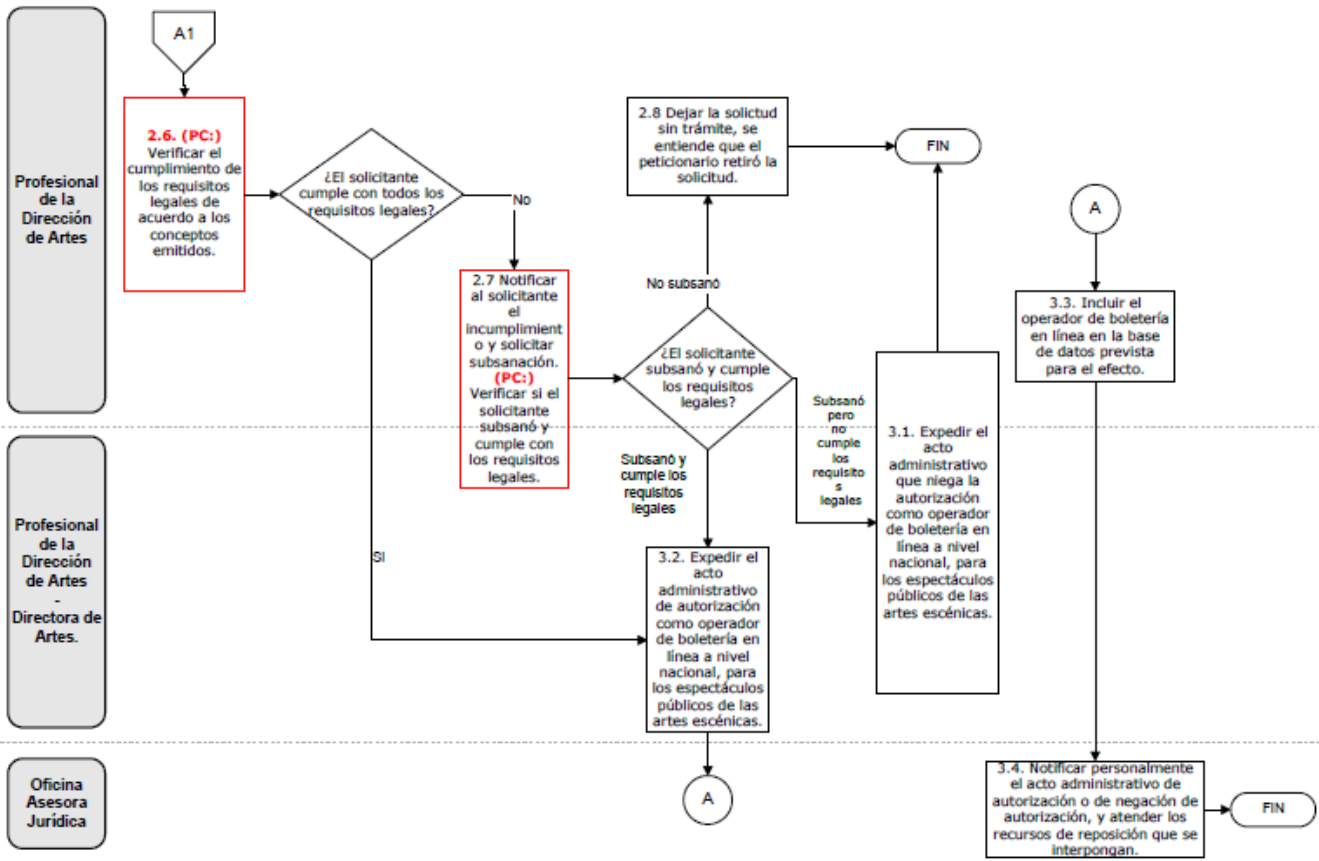 Profesional
de la
Dirección
de Artes
A1
2.6. (PC:)
Verificar el
cumplimiento de
los requisitos
legales de
acuerdo a los
conceptos
emitidos.
¿El solicitante
cumple con todos los
requisitos legales?
No
SI
2.7 Notificar
al solicitante
el
incumplimient
o y solicitar
subsanación.
(PC:)
Verificar si el
solicitante
subsanó y
cumple con
los requisitos
legales.
2.8 Dejar la solictud
sin trámite, se
entiende que el
peticionario retiró la
solicitud.
FIN
No subsanó
¿El solicitante
subsanó y cumple
los requisitos
legales?
Subsanó
pero
no
cumple
los
requisito
s
legales
Subsanó y
cumple los
requisitos
legales
3.1. Expedir el
acto
administrativo
que niega la
autorización
como operador
de boletería en
línea a nivel
nacional, para
los espectáculos
públicos de las
artes escénicas.
A
3.3. Incluir el
operador de boletería
en línea en la base
de datos prevista
para el efecto.
Profesional
de la
Dirección
de Artes
-
Directora de
Artes.
3.2. Expedir el
acto
administrativo
de autorización
como operador
de boletería en
línea a nivel
nacional, para
los espectáculos
públicos de las
artes escénicas.
Oficina
Asesora
Jurídica
A
3.4. Notificar personalmente
el acto administrativo de
autorización o de negación de
autorización, y atender los
recursos de reposición que se
interpongan.
FIN